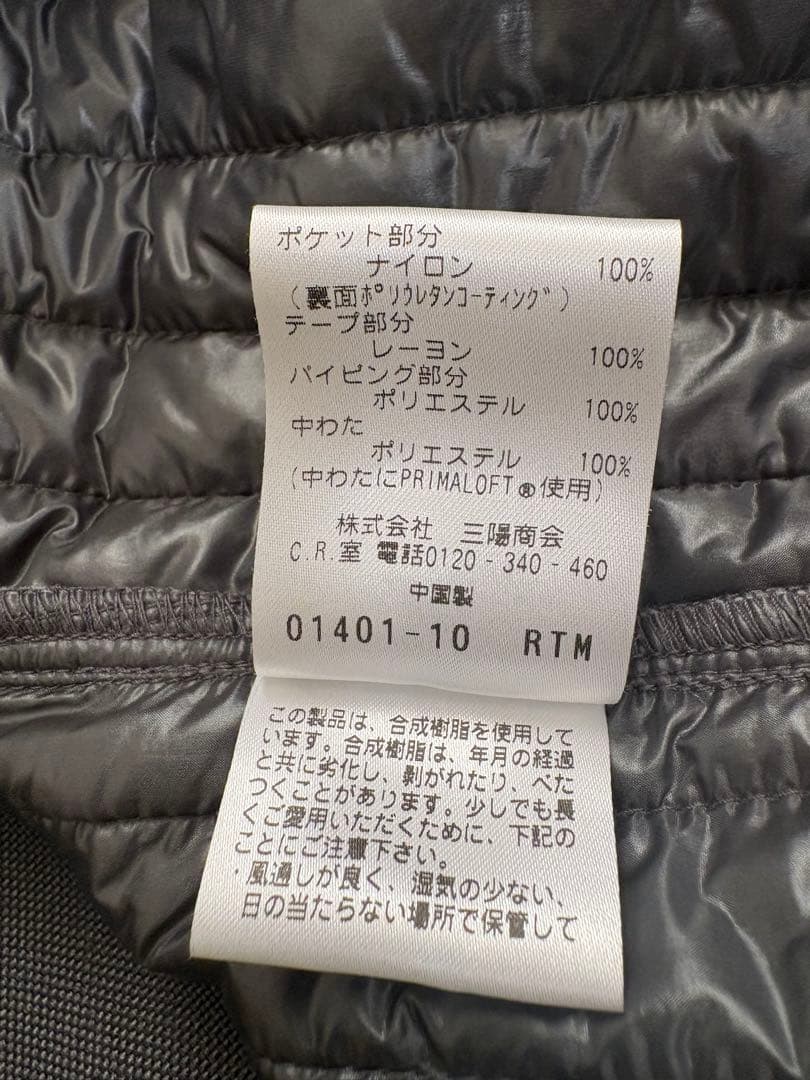 ポケット部分
ナイロン 100%
(裏面ﾎﾟﾘｳﾚﾀﾝｺｰﾃｨﾝｸﾞ)
テープ部分
レーヨン 100%
パイピング部分
ポリエステル 100%
中わた
ポリエステル 100%
(中わたにPRIMALOFT®使用)
株式会社 三陽商会
C.R.室 電話0120-340-460
中国製
01401-10 RTM
この製品は、合成樹脂を使用して
います。合成樹脂は、年月の経過
と共に劣化し、剥がれたり、べた
つくことがあります。少しでも長
くご愛用いただくために、下記の
ことにご注意下さい。
・風通しが良く、湿気の少ない、
日の当たらない場所で保管して